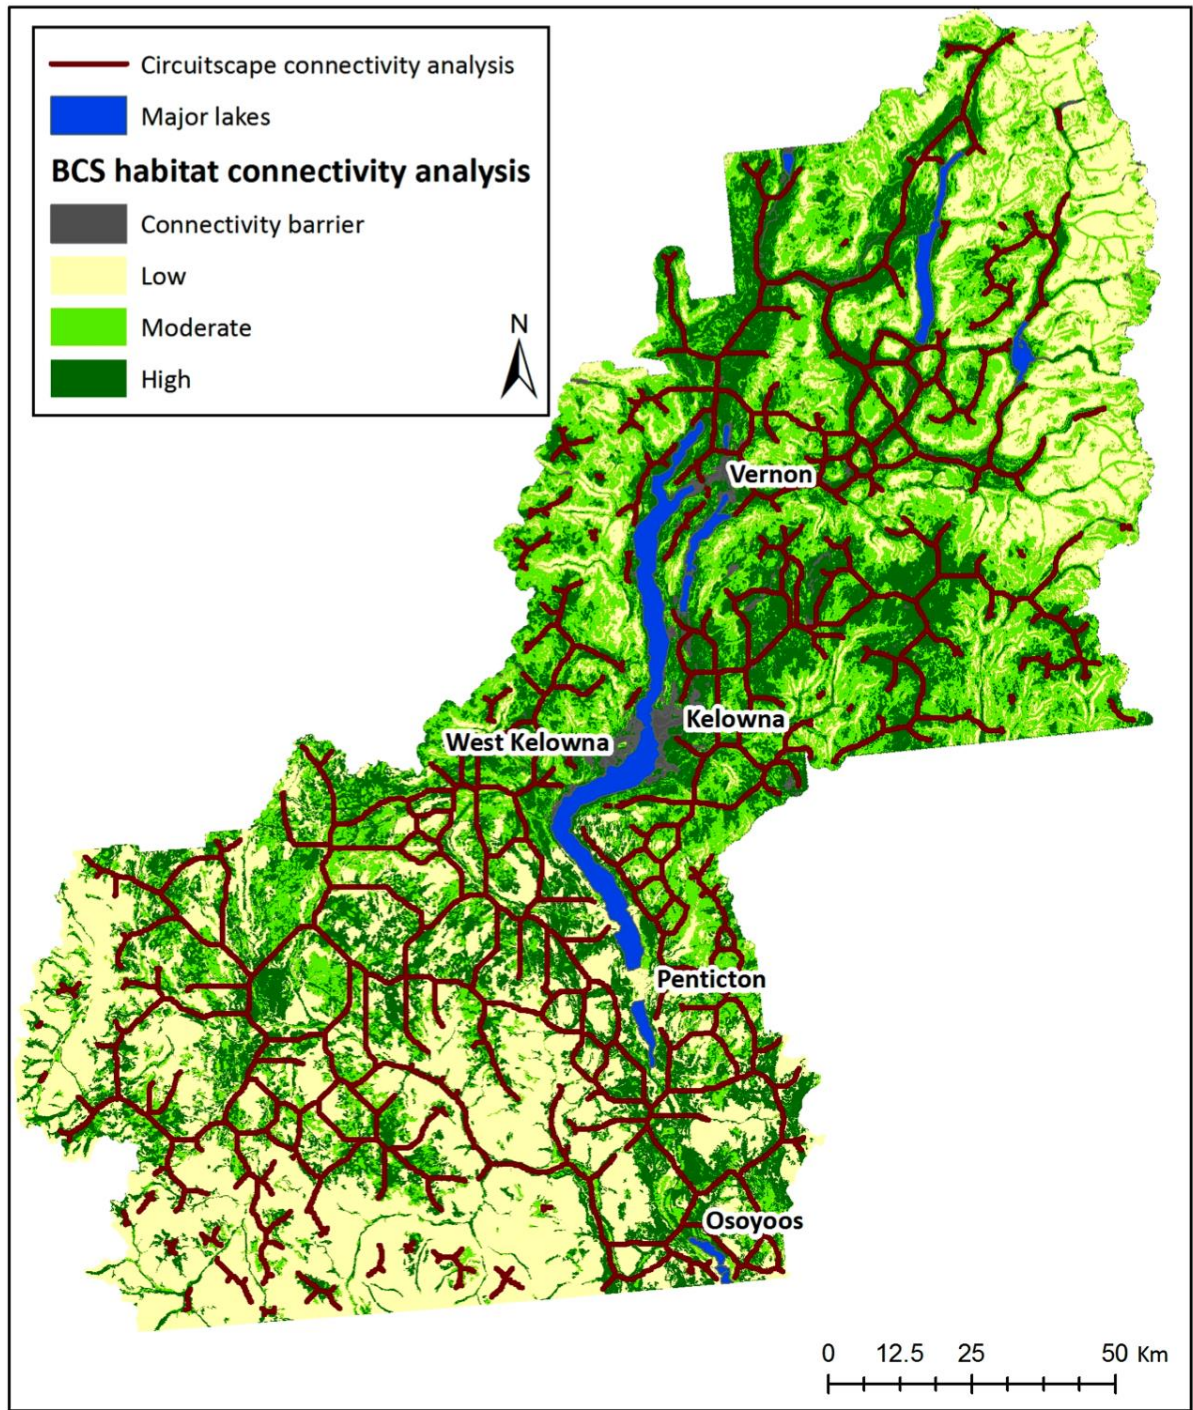 Circuitscape connectivity analysis
Major lakes
BCS habitat connectivity analysis
Connectivity barrier
Low
Moderate
High
N
Vernon
Kelowna
West Kelowna
Penticton
Osoyoos
0 12.5 25 50 Km